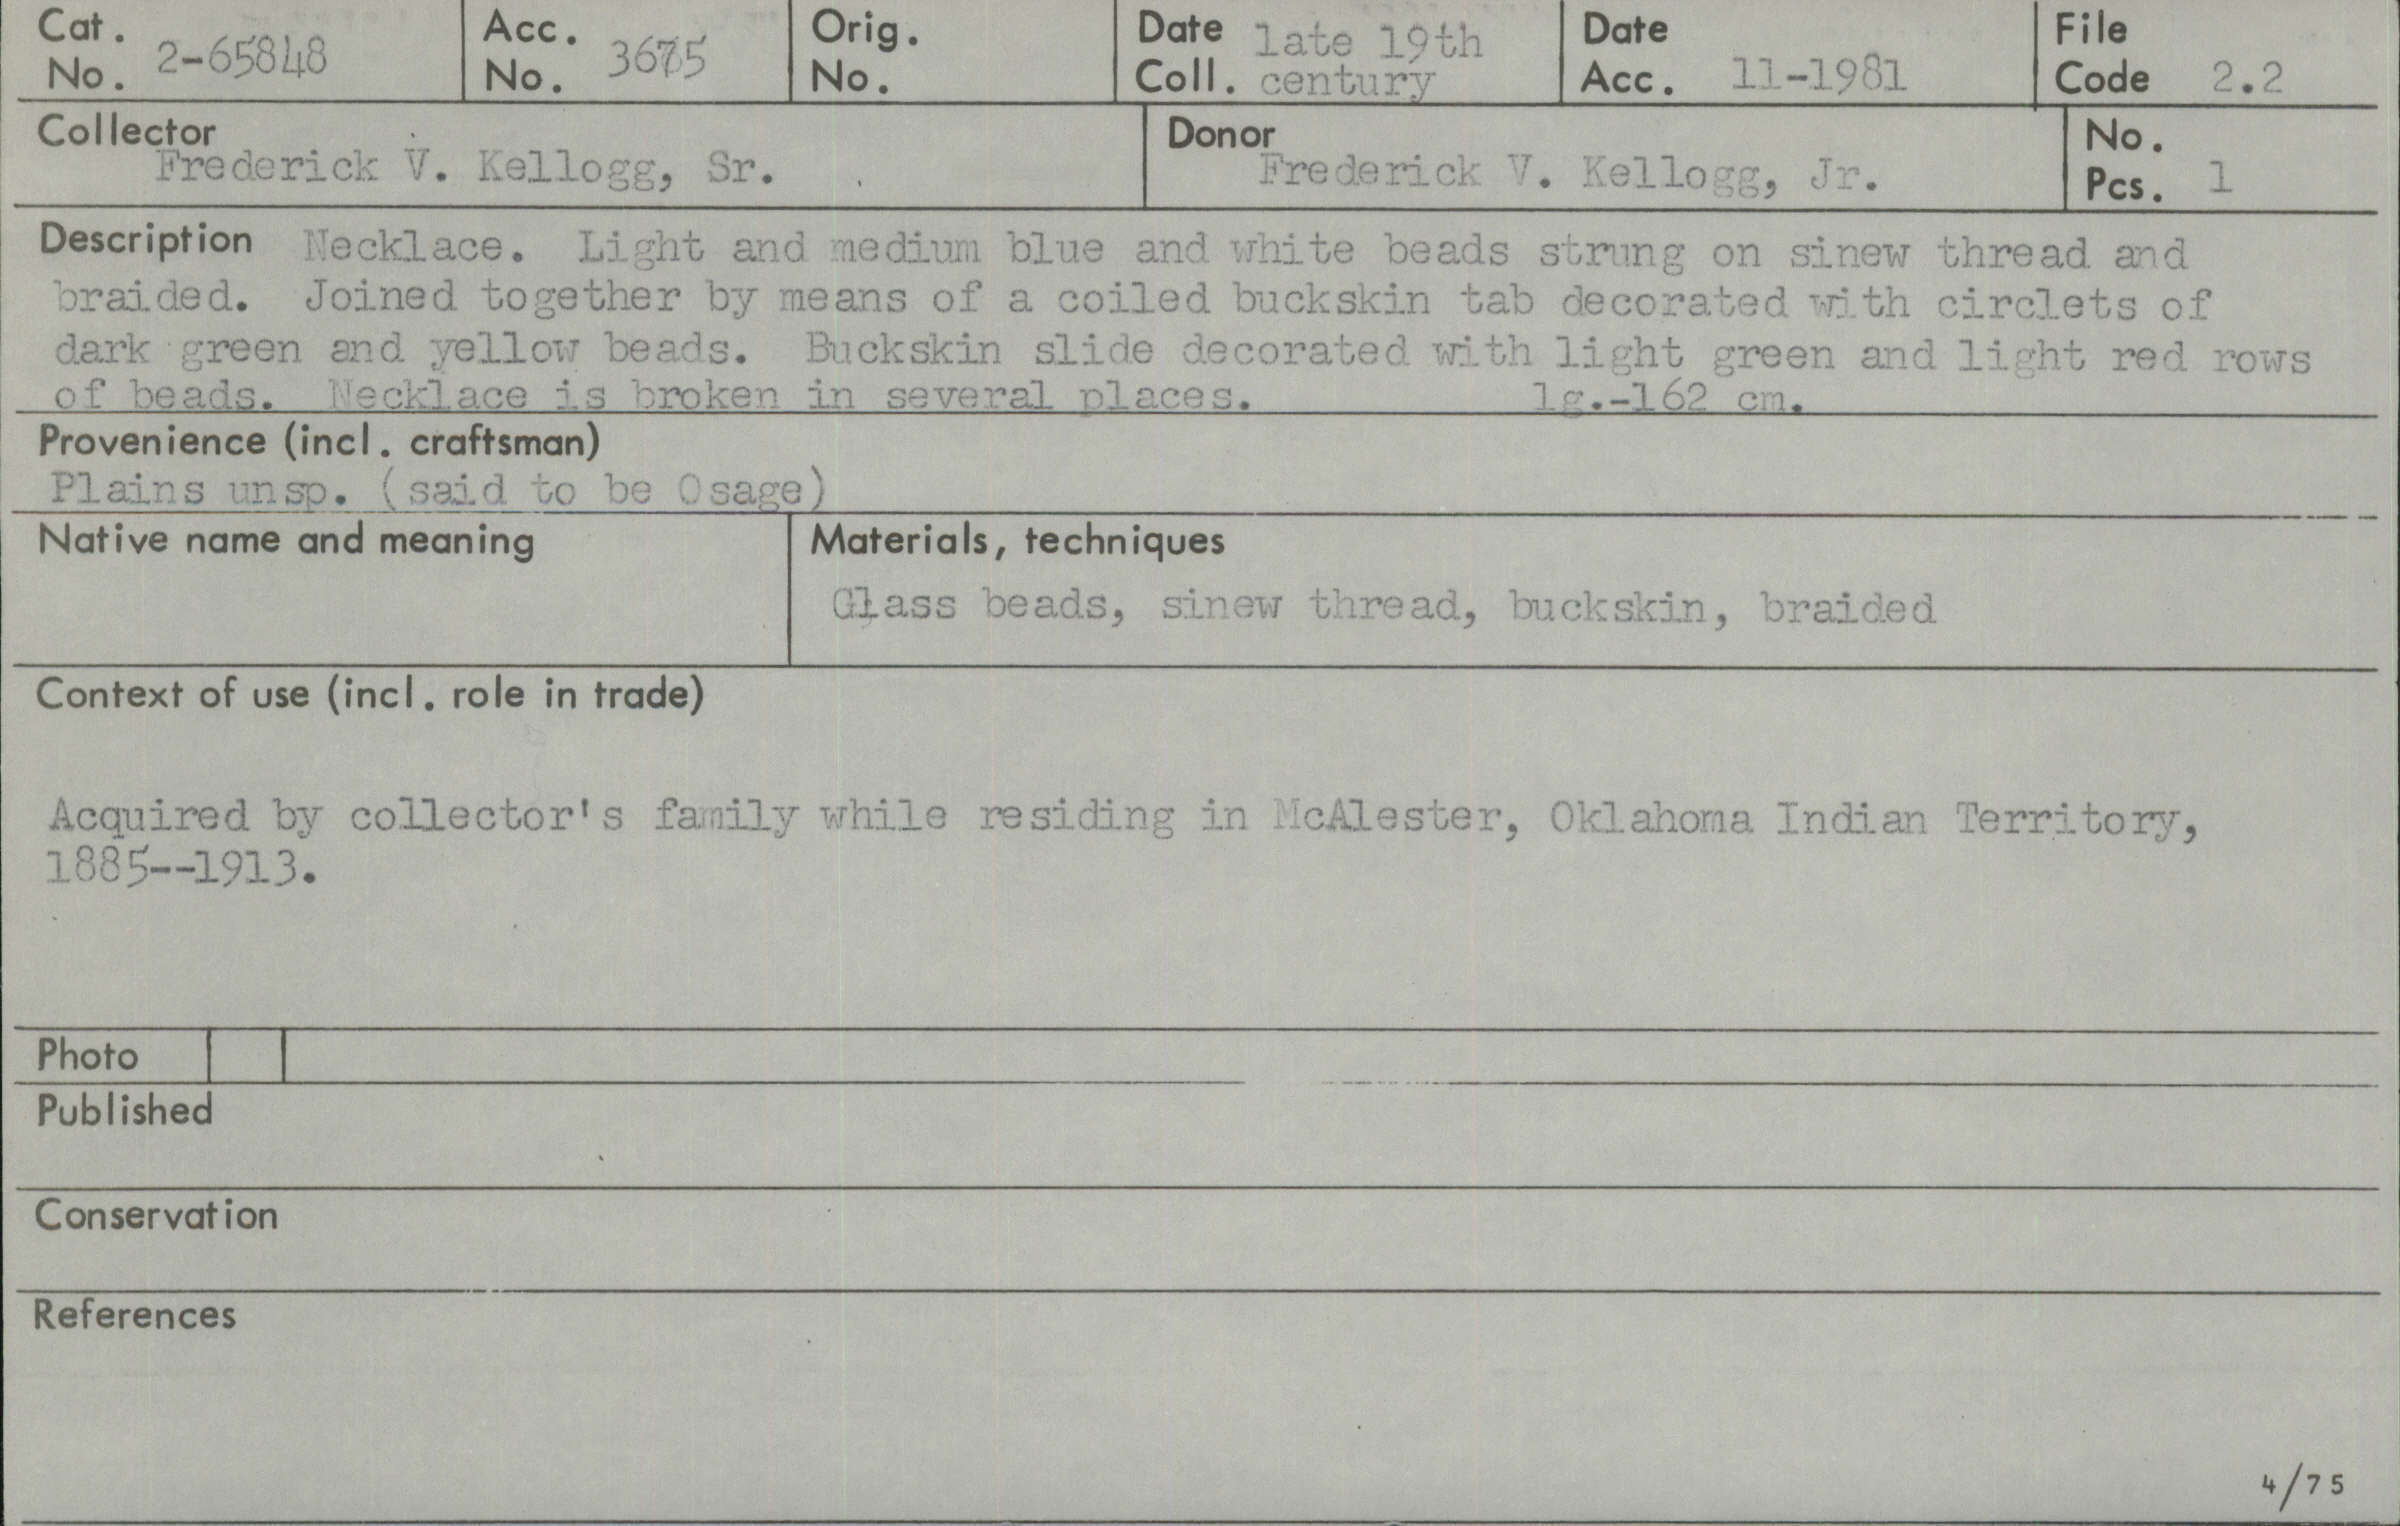 Cat. No. 2-65848 Acc. No. 3675 Orig. No. Date Coll. late 19th century Date Acc. 11-1981 File Code 2.2
Collector Frederick V. Kellogg, Sr. Donor Frederick V. Kellogg, Jr. No. Pcs. 1
Description Necklace. Light and medium blue and white beads strung on sinew thread and
braided. Joined together by means of a coiled buckskin tab decorated with circlets of
dark green and yellow beads. Buckskin slide decorated with light green and light red rows
of beads. Necklace is broken in several places. lg.-162 cm.
Provenience (incl. craftsman)
Plains unsp. (said to be Osage)
Native name and meaning Materials, techniques
Glass beads, sinew thread, buckskin, braided
Context of use (incl. role in trade)
Acquired by collector's family while residing in McAlester, Oklahoma Indian Territory,
1885--1913.
Photo
Published
Conservation
References
4/75